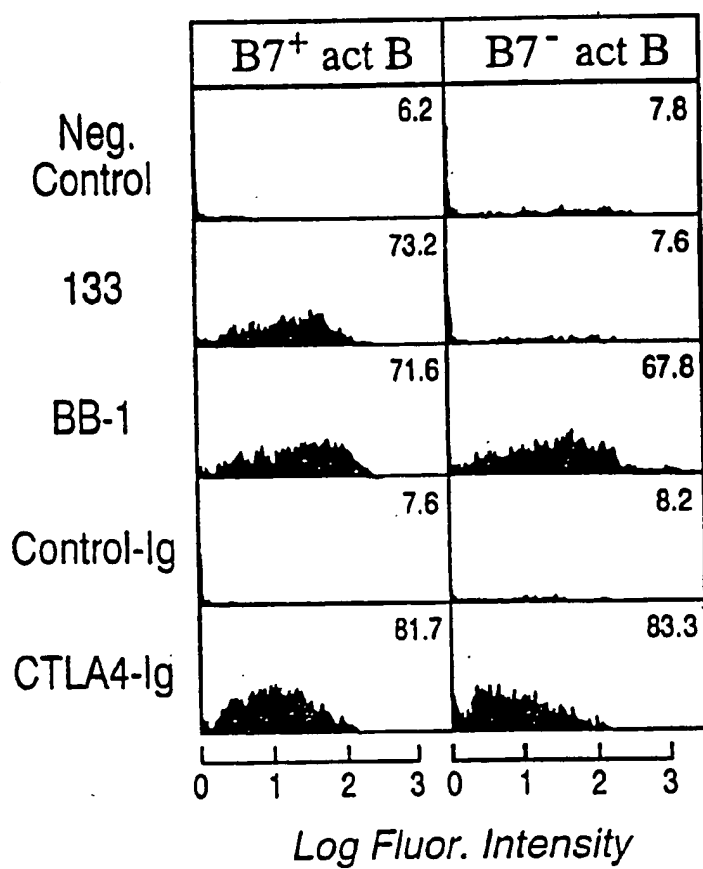 B7⁺ act B B7⁻ act B
Neg. Control 6.2 7.8
133 73.2 7.6
BB-1 71.6 67.8
Control-Ig 7.6 8.2
CTLA4-Ig 81.7 83.3
0 1 2 3 0 1 2 3
Log Fluor. Intensity